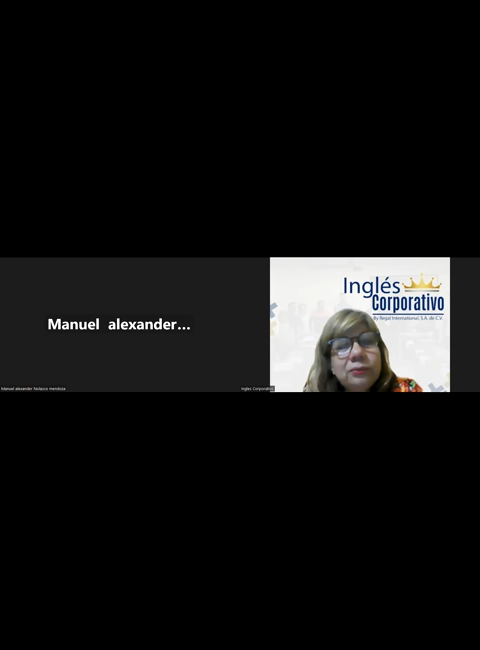 Manuel alexander...
Manuel alexander Nolasco mendoza
Inglés
Corporativo
By Regal International, S.A. de C.V.
Ingles Corporativo